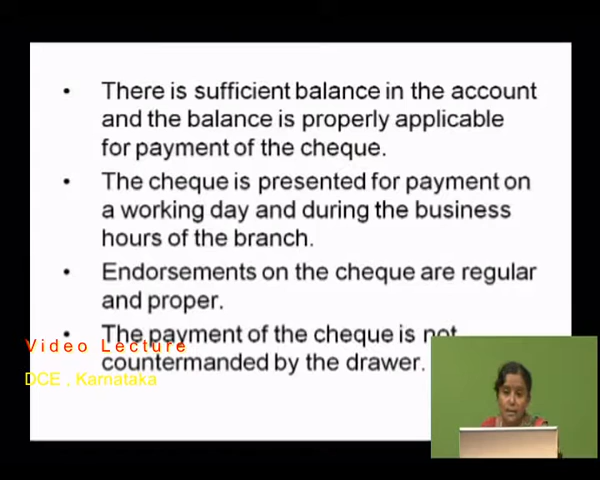 • There is sufficient balance in the account
and the balance is properly applicable
for payment of the cheque.
• The cheque is presented for payment on
a working day and during the business
hours of the branch.
• Endorsements on the cheque are regular
and proper.
• The payment of the cheque is not
countermanded by the drawer.
Video Lecture
DCE , Karnataka